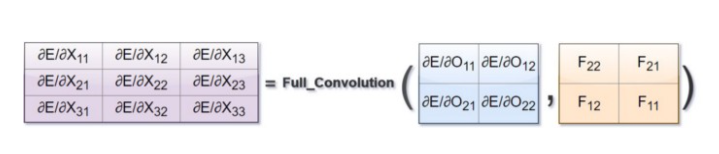 ∂E/∂X₁₁ ∂E/∂X₁₂ ∂E/∂X₁₃
∂E/∂X₂₁ ∂E/∂X₂₂ ∂E/∂X₂₃
∂E/∂X₃₁ ∂E/∂X₃₂ ∂E/∂X₃₃
= Full_Convolution (
∂E/∂O₁₁ ∂E/∂O₁₂
∂E/∂O₂₁ ∂E/∂O₂₂
,
F₂₂ F₂₁
F₁₂ F₁₁
)